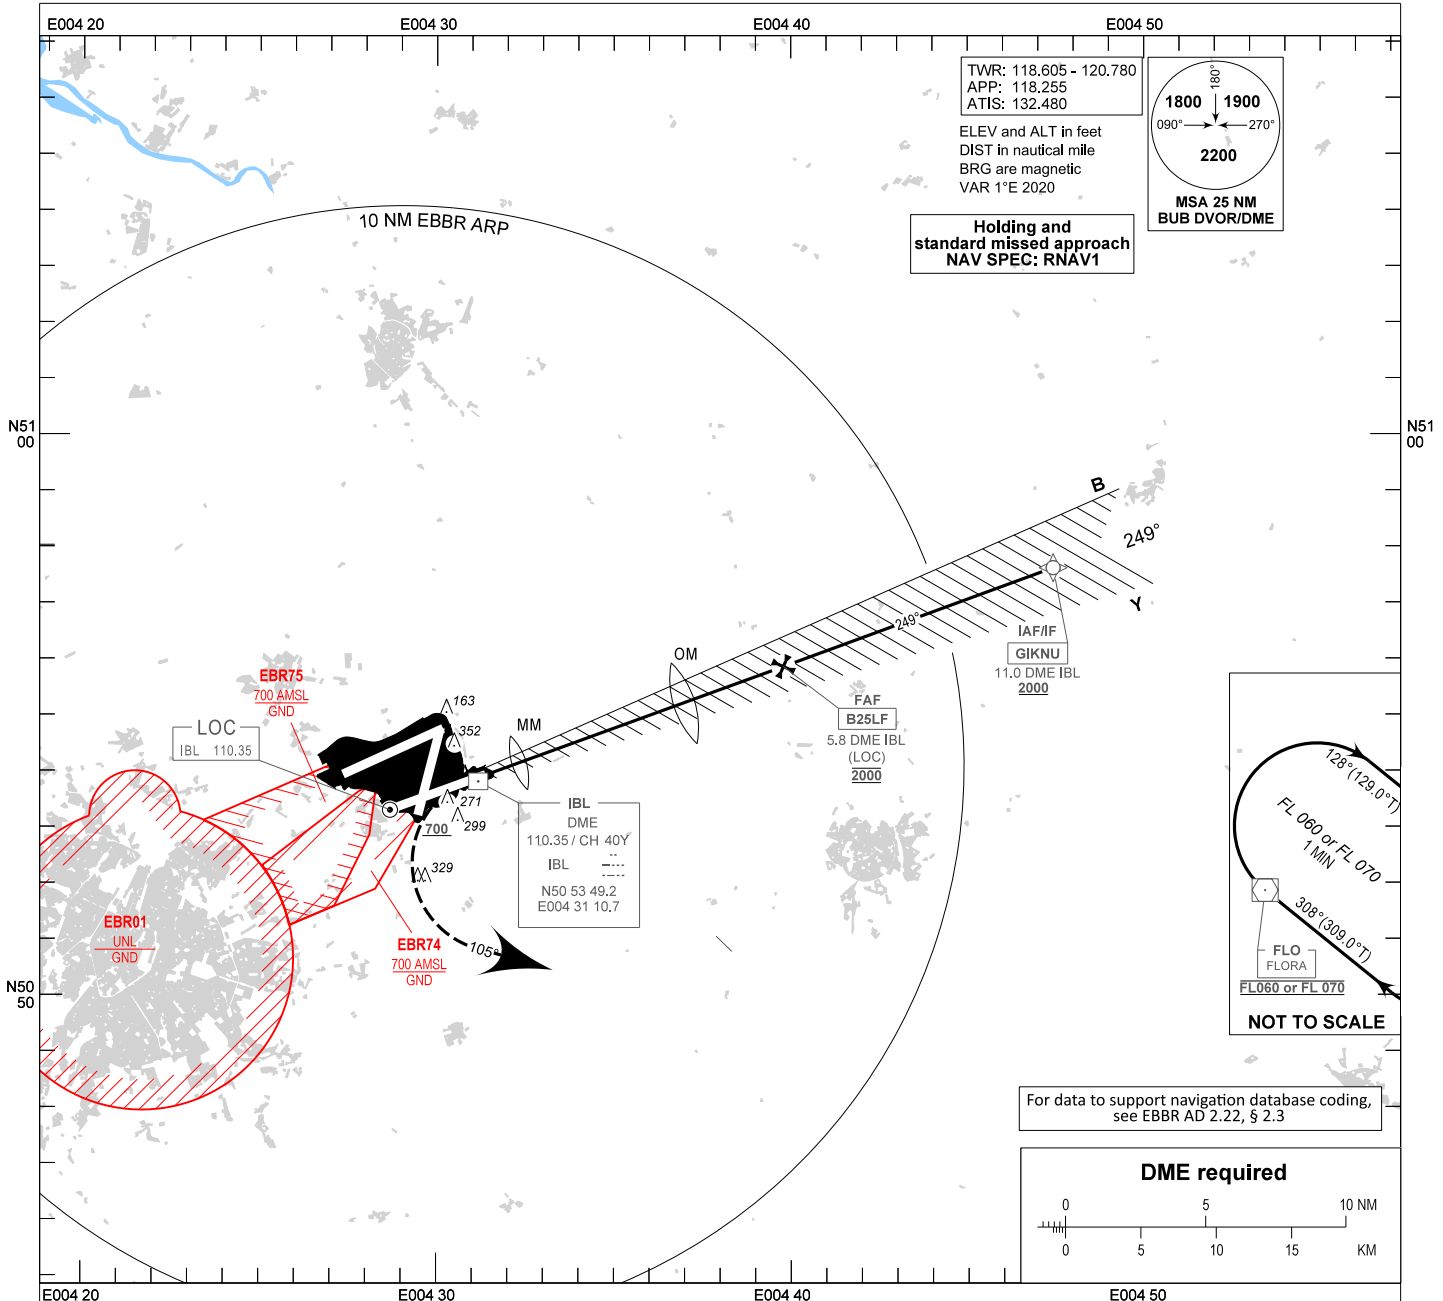 E004 20
E004 30
E004 40
E004 50
TWR: 118.605 - 120.780
APP: 118.255
ATIS: 132.480
ELEV and ALT in feet
DIST in nautical mile
BRG are magnetic
VAR 1°E 2020
180°
1800
1900
090°
270°
2200
MSA 25 NM
BUB DVOR/DME
Holding and
standard missed approach
NAV SPEC: RNAV1
10 NM EBBR ARP
N51
00
N51
00
B
249°
Y
249°
IAF/IF
GIKNU
11.0 DME IBL
2000
OM
FAF
B25LF
5.8 DME IBL
(LOC)
2000
MM
EBR75
700 AMSL
GND
163
352
LOC
IBL 110.35
271
299
700
329
IBL
DME
110.35 / CH 40Y
IBL
N50 53 49.2
E004 31 10.7
EBR01
UNL
GND
EBR74
700 AMSL
GND
105°
N50
50
128°(129.0°T)
FL 060 or FL 070
1 MIN
308°(309.0°T)
FLO
FLORA
FL060 or FL 070
NOT TO SCALE
For data to support navigation database coding,
see EBBR AD 2.22, § 2.3
DME required
0 5 10 NM
0 5 10 15 KM
E004 20
E004 30
E004 40
E004 50